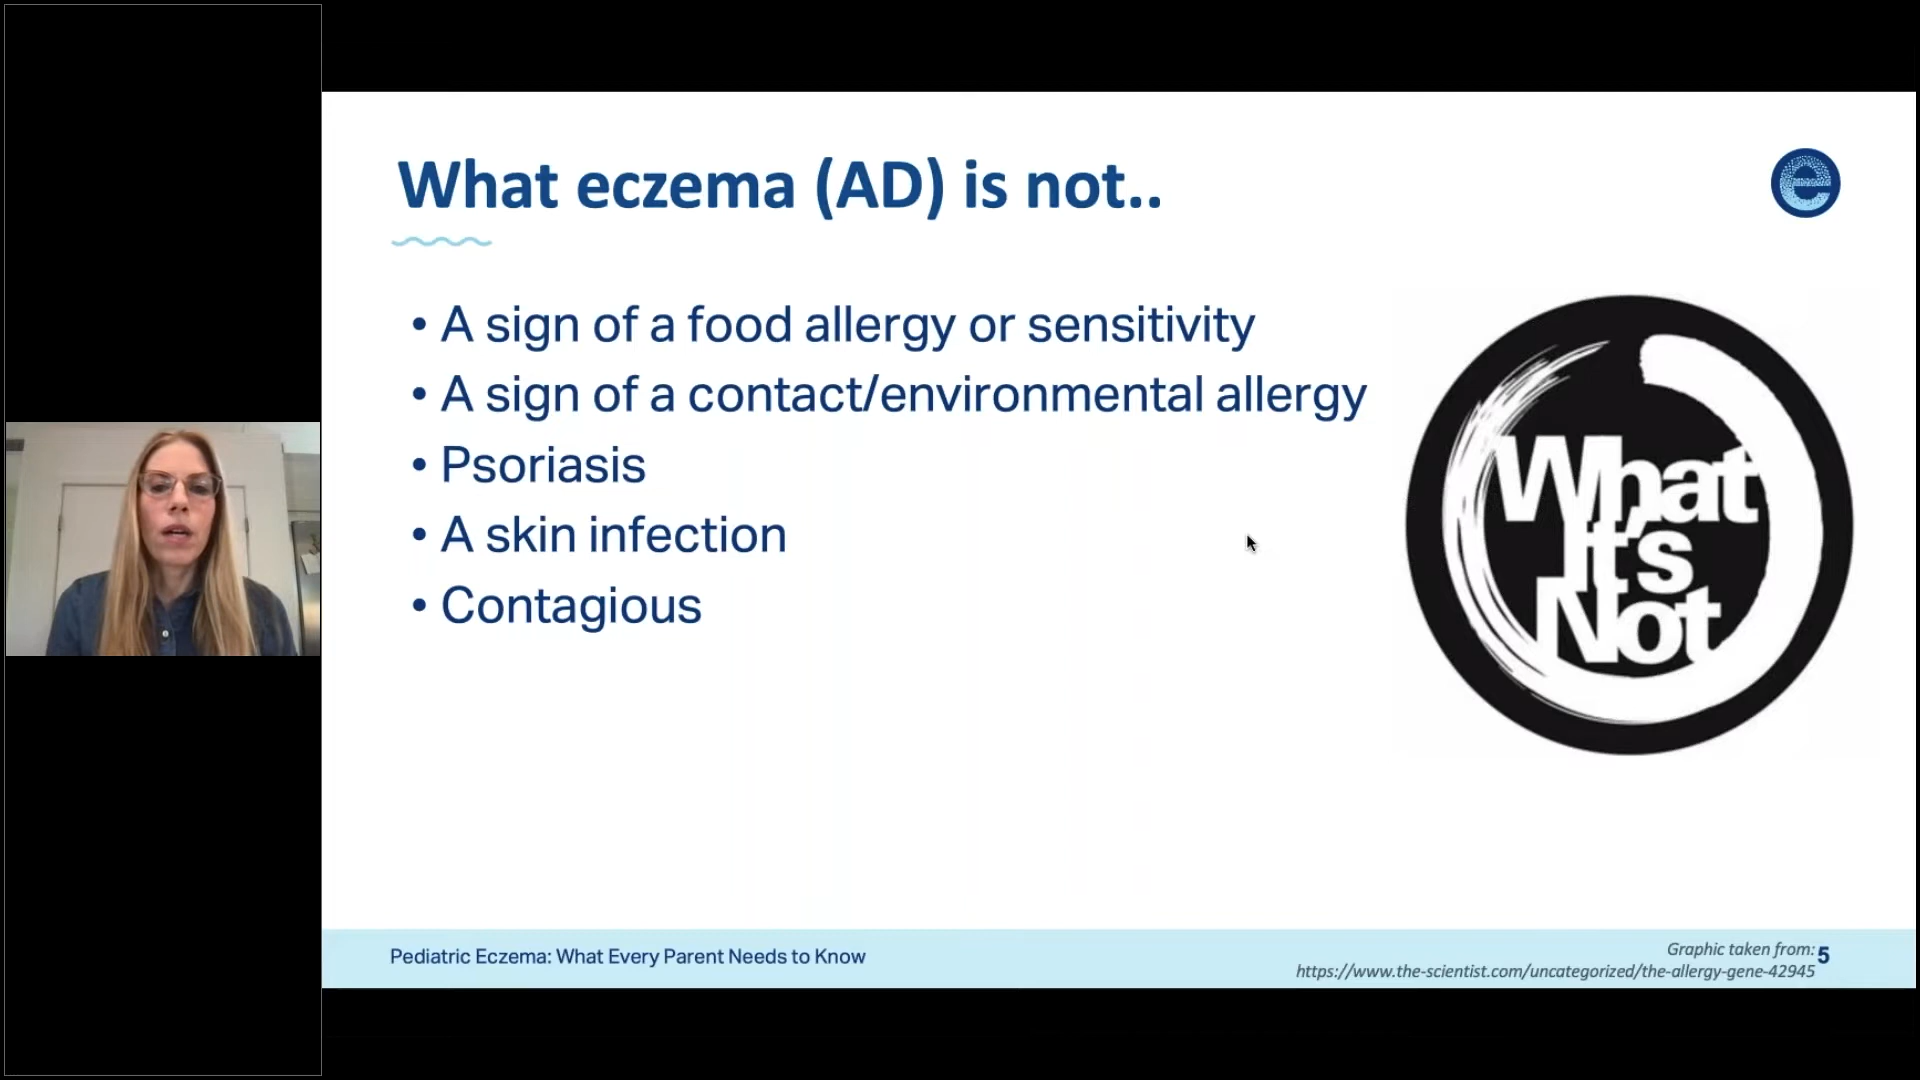 What eczema (AD) is not..
e
• A sign of a food allergy or sensitivity
• A sign of a contact/environmental allergy
• Psoriasis
• A skin infection
• Contagious
What
It's
Not
Pediatric Eczema: What Every Parent Needs to Know
Graphic taken from:
https://www.the-scientist.com/uncategorized/the-allergy-gene-42945
5